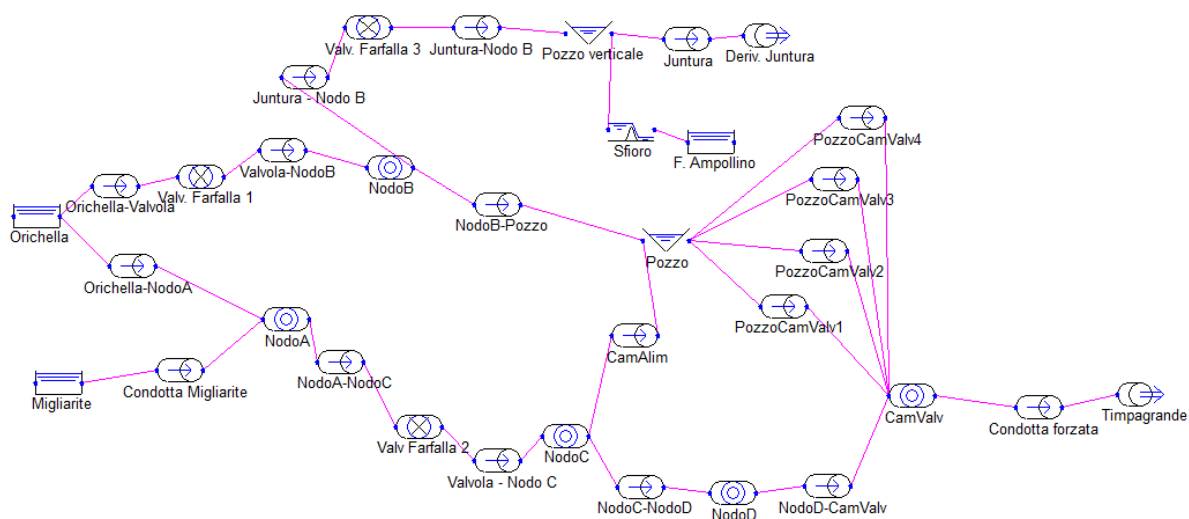 Valv. Farfalla 3
Juntura-Nodo B
Pozzo verticale
Juntura
Deriv. Juntura
Juntura - Nodo B
Sfioro
F. Ampollino
PozzoCamValv4
Valvola-NodoB
Orichella-Valvola
Valv. Farfalla 1
NodoB
PozzoCamValv3
Orichella
NodoB-Pozzo
Pozzo
PozzoCamValv2
Orichella-NodoA
PozzoCamValv1
NodoA
CamAlim
Migliarite
Condotta Migliarite
NodoA-NodoC
CamValv
Condotta forzata
Timpagrande
Valv Farfalla 2
NodoC
Valvola - Nodo C
NodoC-NodoD
NodoD
NodoD-CamValv